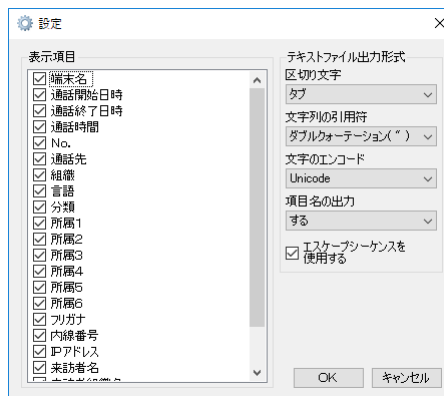 設定
表示項目
端末名
通話開始日時
通話終了日時
通話時間
No.
通話先
組織
言語
分類
所属1
所属2
所属3
所属4
所属5
所属6
フリガナ
内線番号
IPアドレス
来訪者名
テキストファイル出力形式
区切り文字
タブ
文字列の引用符
ダブルクォーテーション(")
文字のエンコード
Unicode
項目名の出力
する
エスケープシーケンスを
使用する
OK
キャンセル